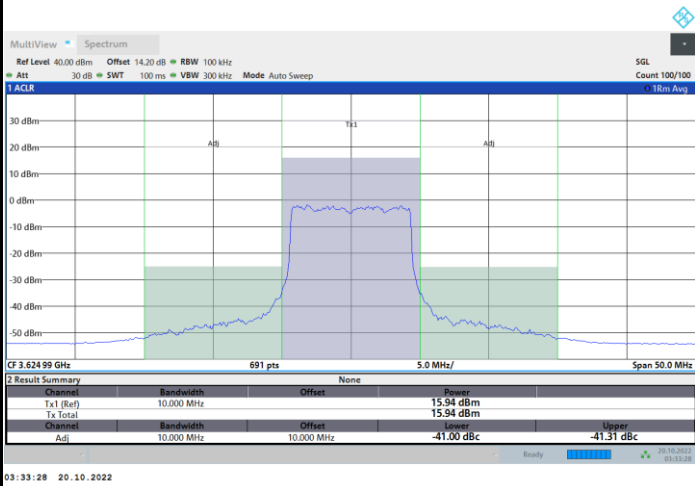 MultiView Spectrum
Ref Level 40.00 dBm Offset 14.20 dB RBW 100 kHz SGL
Att 30 dB SWT 100 ms VBW 300 kHz Mode Auto Sweep Count 100/100
1 ACLR 1Rm Avg
30 dBm
Tx1
20 dBm
Adj Adj
10 dBm
0 dBm
-10 dBm
-20 dBm
-30 dBm
-40 dBm
-50 dBm
CF 3.624 99 GHz 691 pts 5.0 MHz/ Span 50.0 MHz
2 Result Summary None
Channel Bandwidth Offset Power
Tx1 (Ref) 10.000 MHz 15.94 dBm
Tx Total 15.94 dBm
Channel Bandwidth Offset Lower Upper
Adj 10.000 MHz 10.000 MHz -41.00 dBc -41.31 dBc
Ready 20.10.2022
03:33:28
03:33:28 20.10.2022